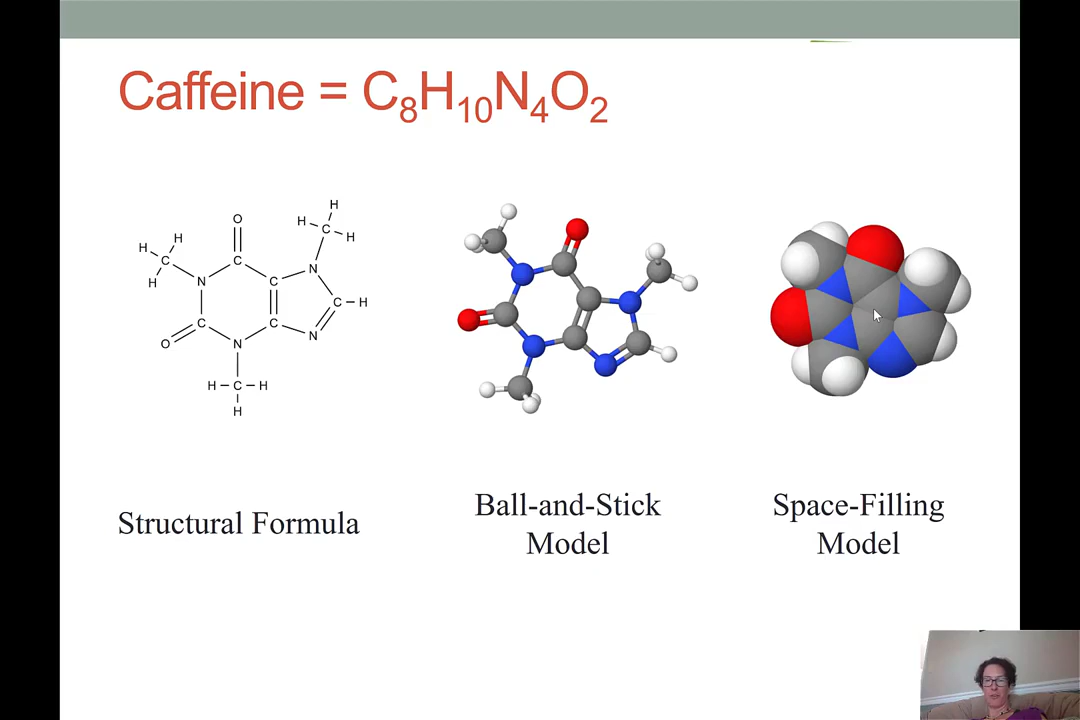 Caffeine = C₈H₁₀N₄O₂
H
O
H
H
C
H
H
H
C
C
H
N
N
C
C
H
C
C
N
N
O
H
C
H
H
Structural Formula
Ball-and-Stick
Model
Space-Filling
Model